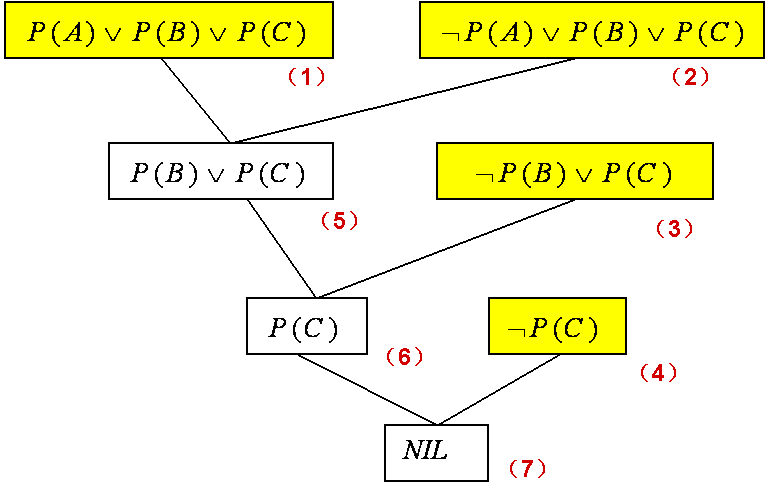 P(A) ∨ P(B) ∨ P(C)
¬P(A) ∨ P(B) ∨ P(C)
（1）
（2）
P(B) ∨ P(C)
¬P(B) ∨ P(C)
（5）
（3）
P(C)
¬P(C)
（6）
（4）
NIL
（7）